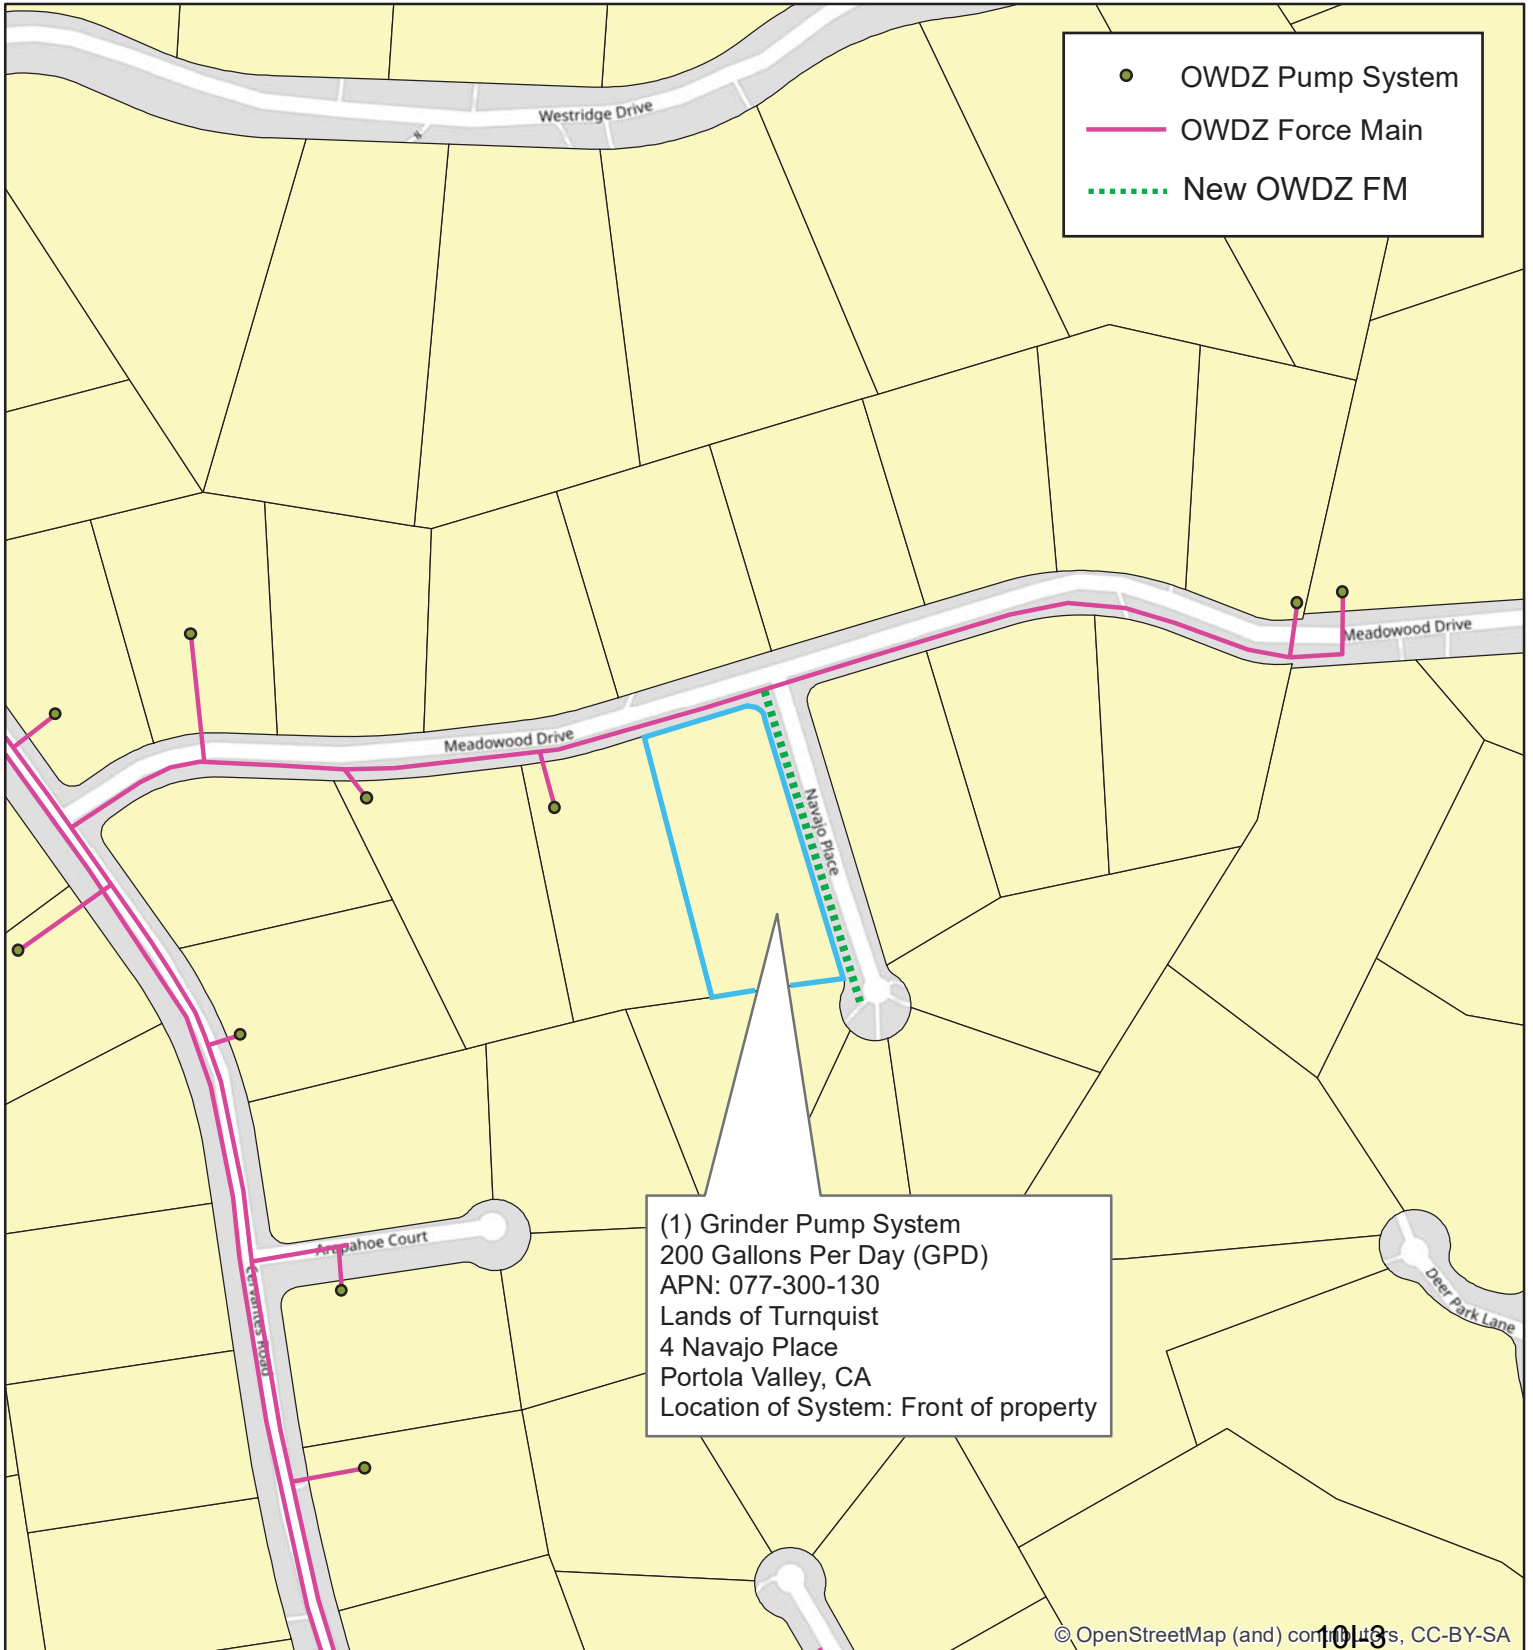 OWDZ Pump System
OWDZ Force Main
New OWDZ FM
Westridge Drive
Meadowood Drive
Meadowood Drive
Navajo Place
Arapahoe Court
Cervantes Road
Deer Park Lane
(1) Grinder Pump System
200 Gallons Per Day (GPD)
APN: 077-300-130
Lands of Turnquist
4 Navajo Place
Portola Valley, CA
Location of System: Front of property
© OpenStreetMap (and) contributors, CC-BY-SA
10I-3